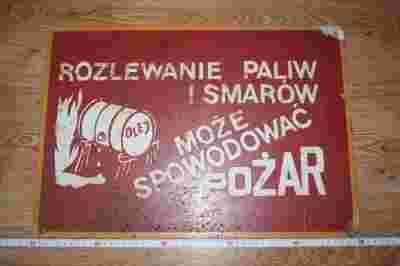 ROZLEWANIE PALIW
I SMARÓW
MOŻE
SPOWODOWAĆ
POŻAR
OLEJ